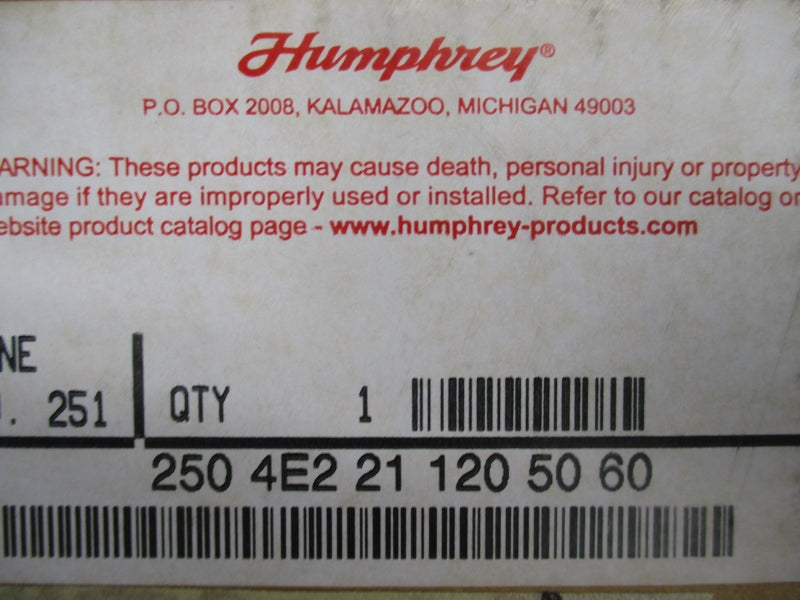 Humphrey®
P.O. BOX 2008, KALAMAZOO, MICHIGAN 49003
ARNING: These products may cause death, personal injury or property
amage if they are improperly used or installed. Refer to our catalog or
ebsite product catalog page - www.humphrey-products.com
NE
. 251 QTY 1
250 4E2 21 120 50 60